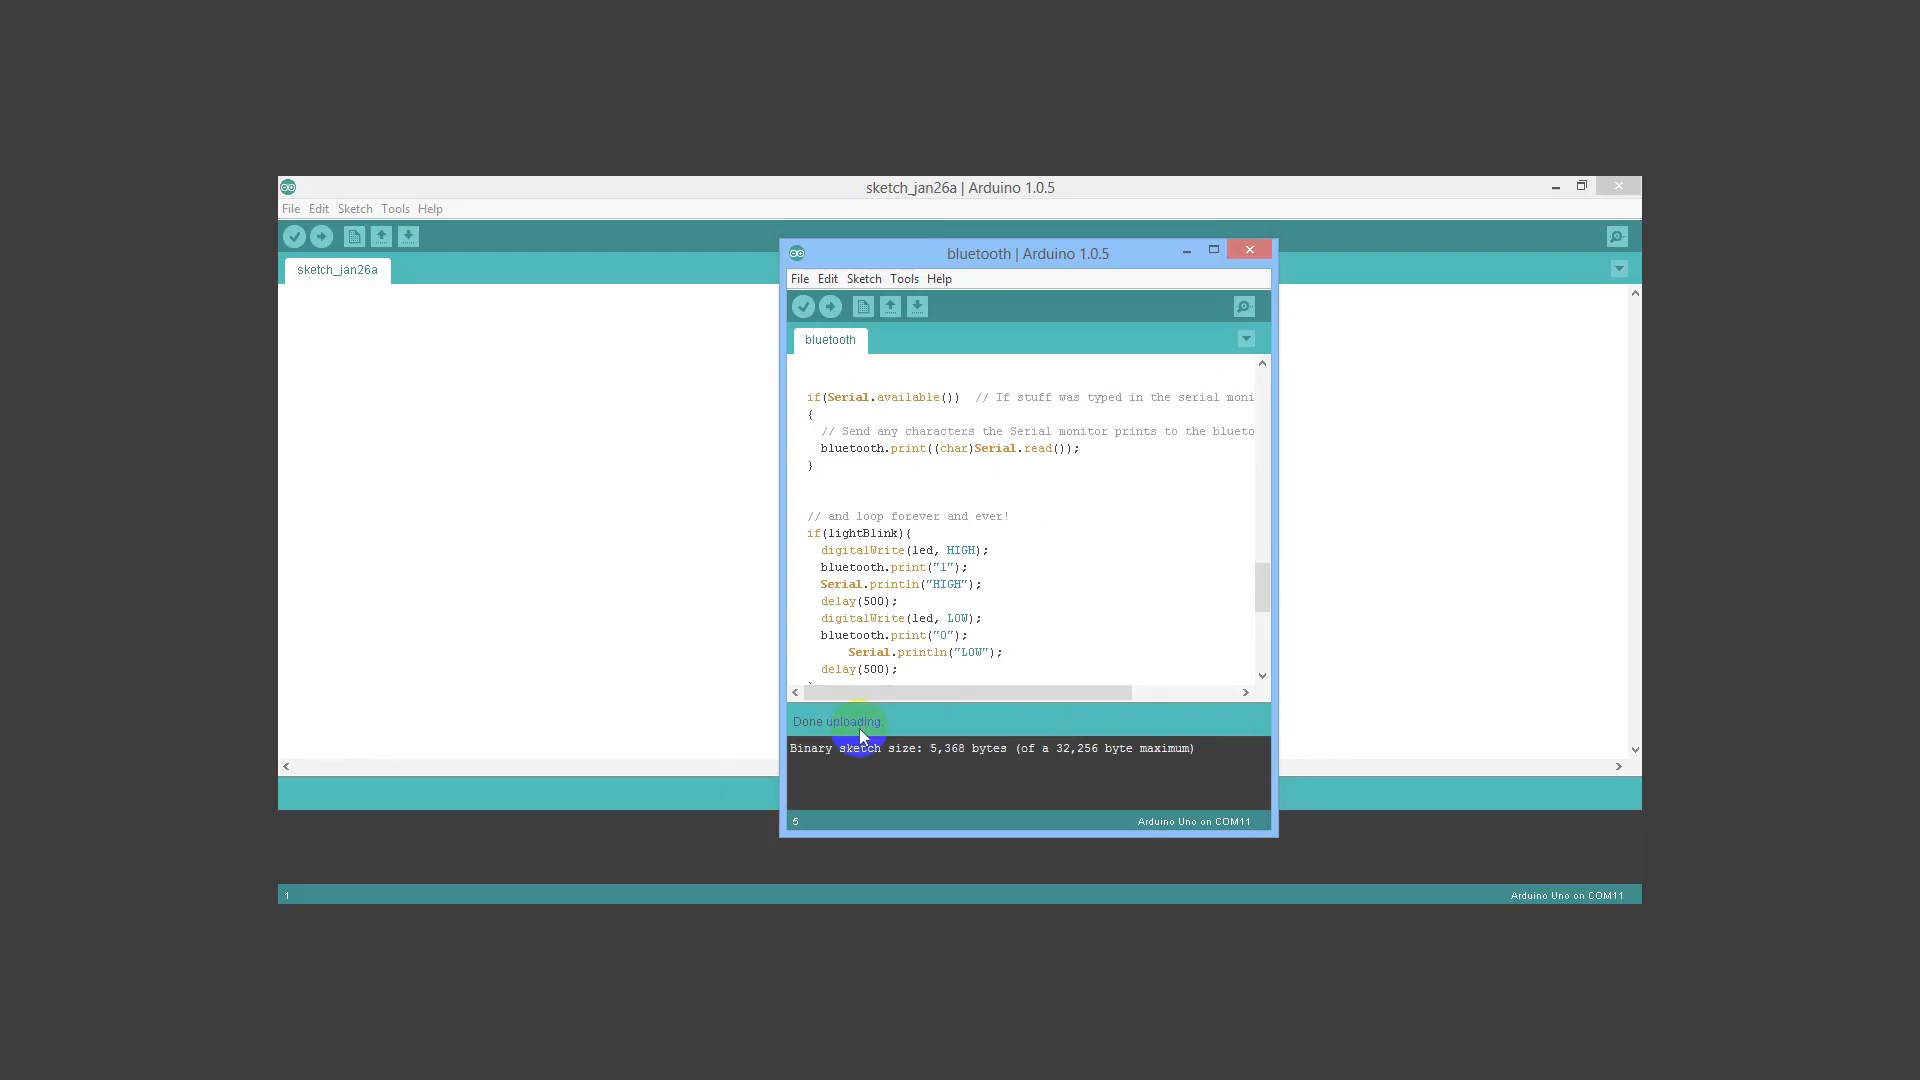 sketch_jan26a | Arduino 1.0.5
File Edit Sketch Tools Help
sketch_jan26a
bluetooth | Arduino 1.0.5
File Edit Sketch Tools Help
bluetooth
if(Serial.available())  // If stuff was typed in the serial moni
{
// Send any characters the Serial monitor prints to the blueto
bluetooth.print((char)Serial.read());
}
// and loop forever and ever!
if(lightBlink){
digitalWrite(led, HIGH);
bluetooth.print("1");
Serial.println("HIGH");
delay(500);
digitalWrite(led, LOW);
bluetooth.print("0");
Serial.println("LOW");
delay(500);
Done uploading.
Binary sketch size: 5,368 bytes (of a 32,256 byte maximum)
5
Arduino Uno on COM11
1
Arduino Uno on COM11